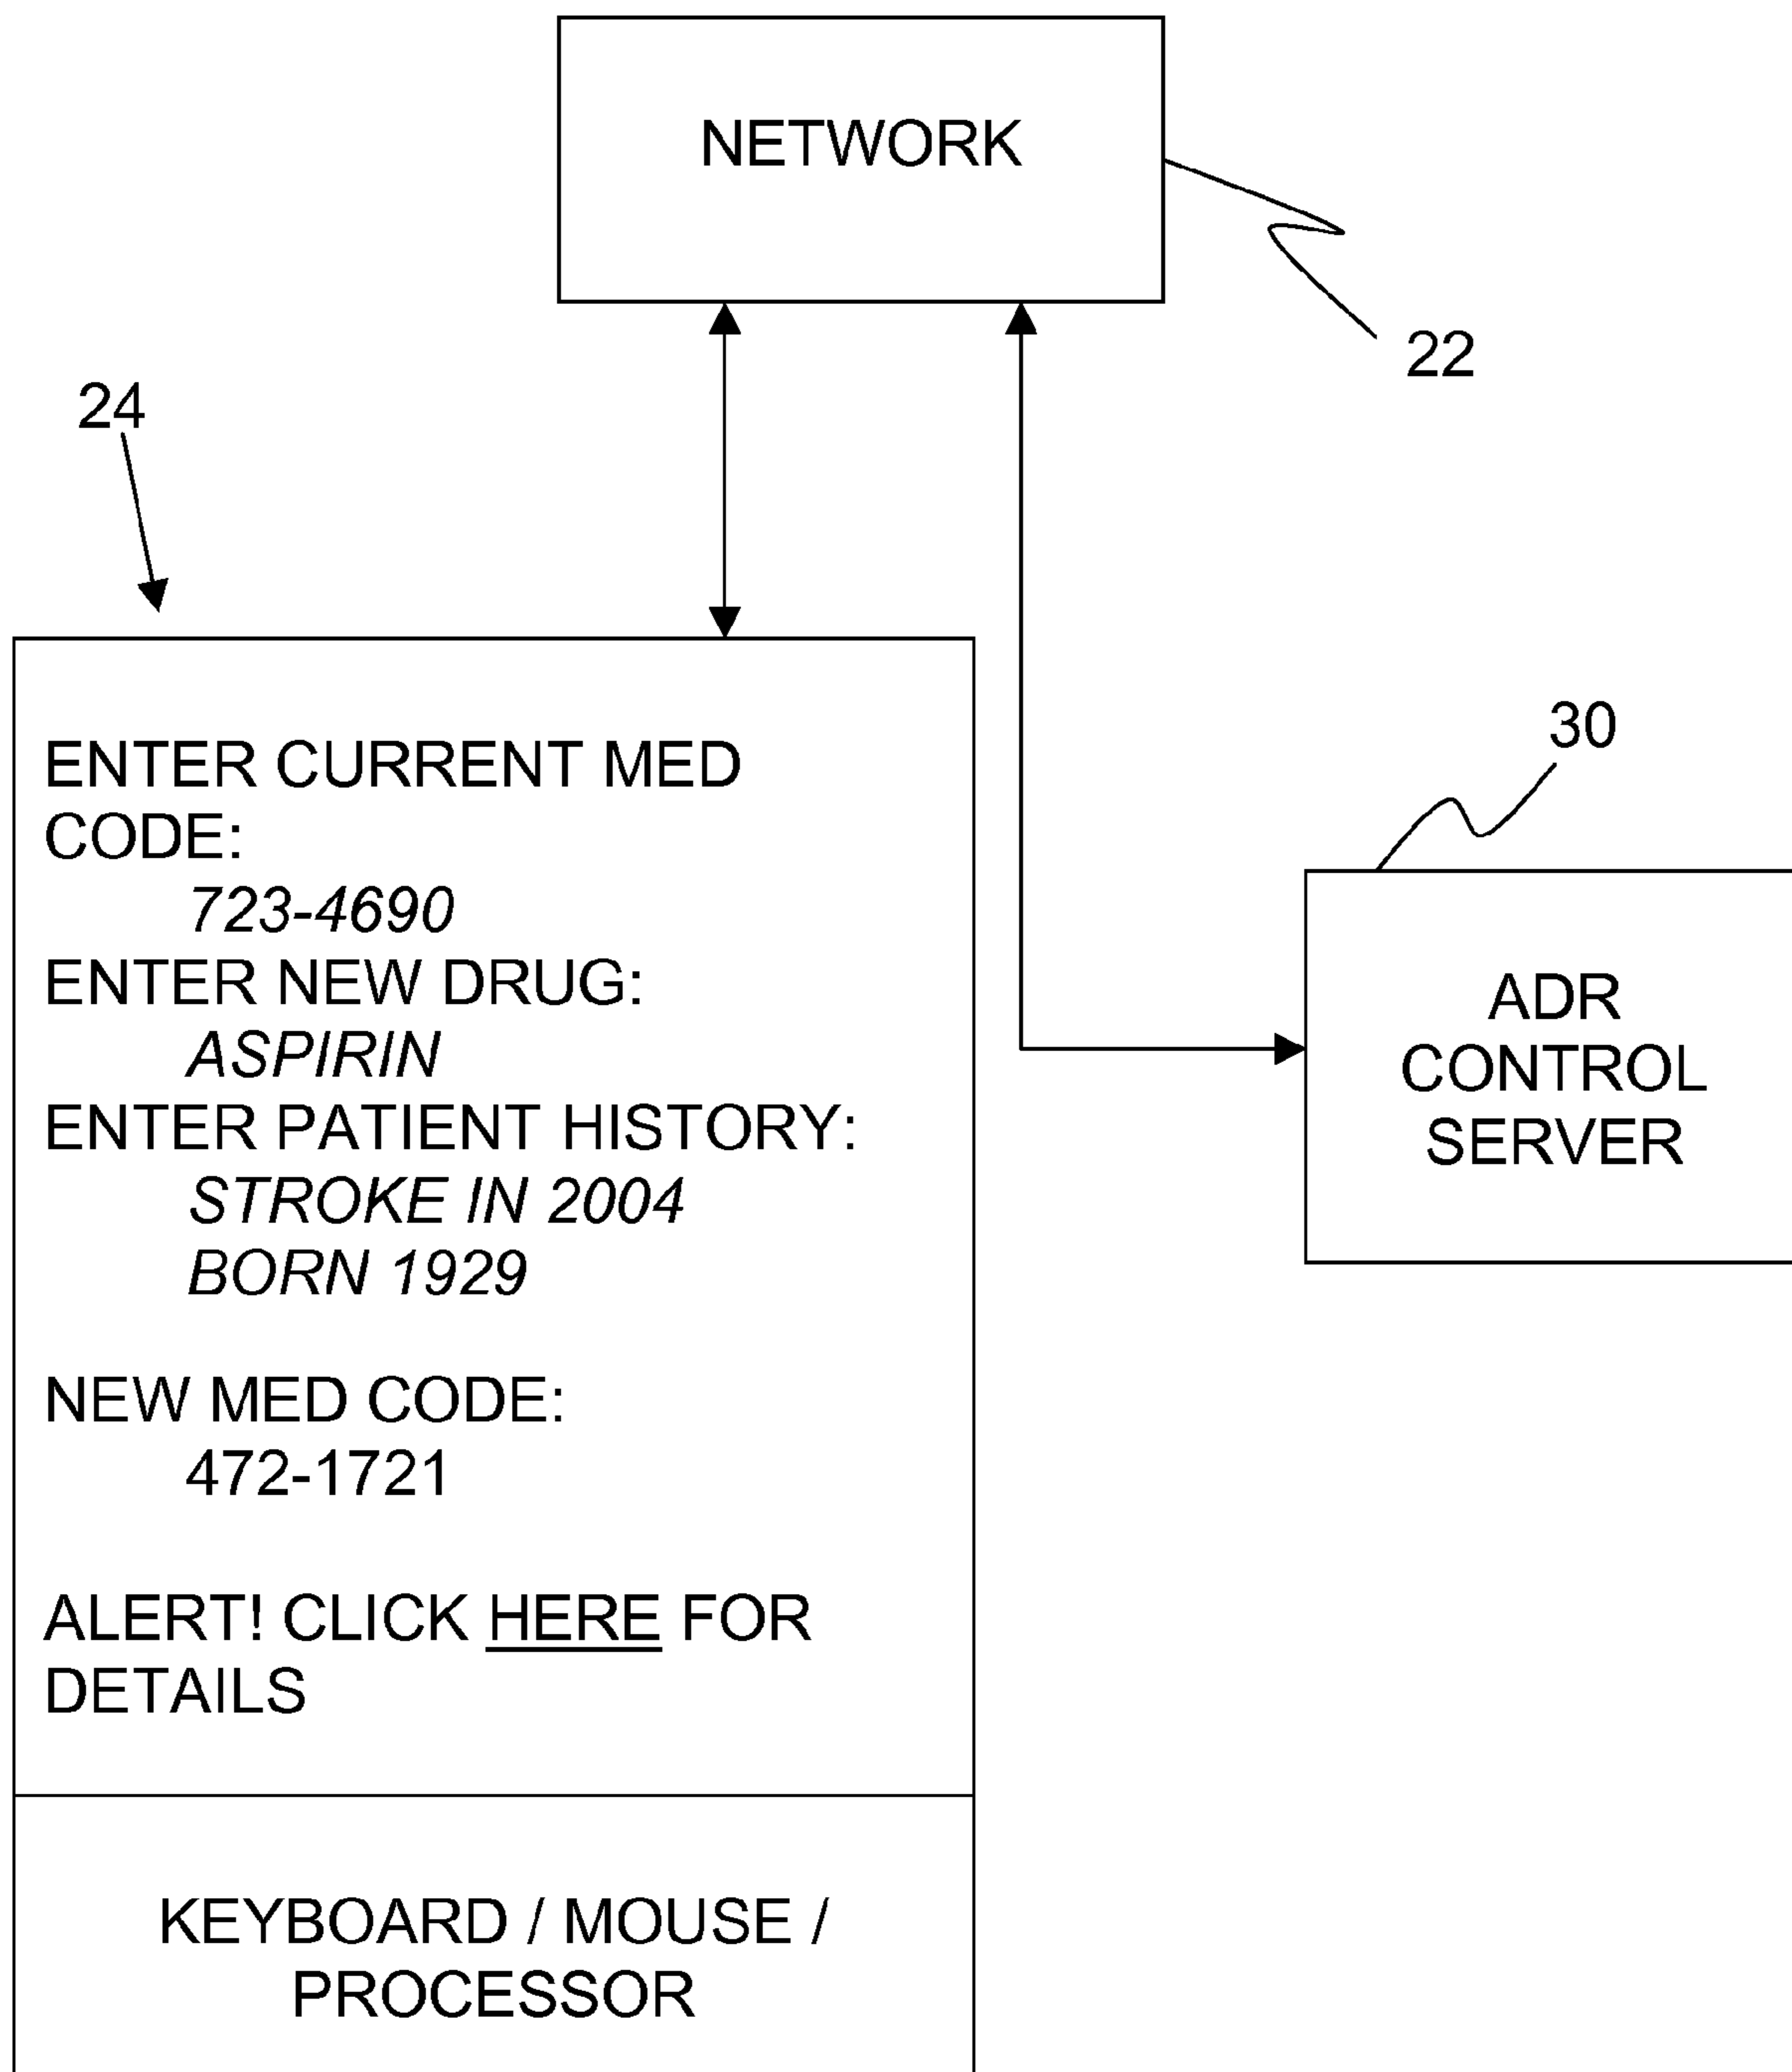 NETWORK
22
24
ENTER CURRENT MED
CODE:
723-4690
ENTER NEW DRUG:
ASPIRIN
ENTER PATIENT HISTORY:
STROKE IN 2004
BORN 1929
NEW MED CODE:
472-1721
ALERT! CLICK HERE FOR
DETAILS
KEYBOARD / MOUSE /
PROCESSOR
30
ADR
CONTROL
SERVER